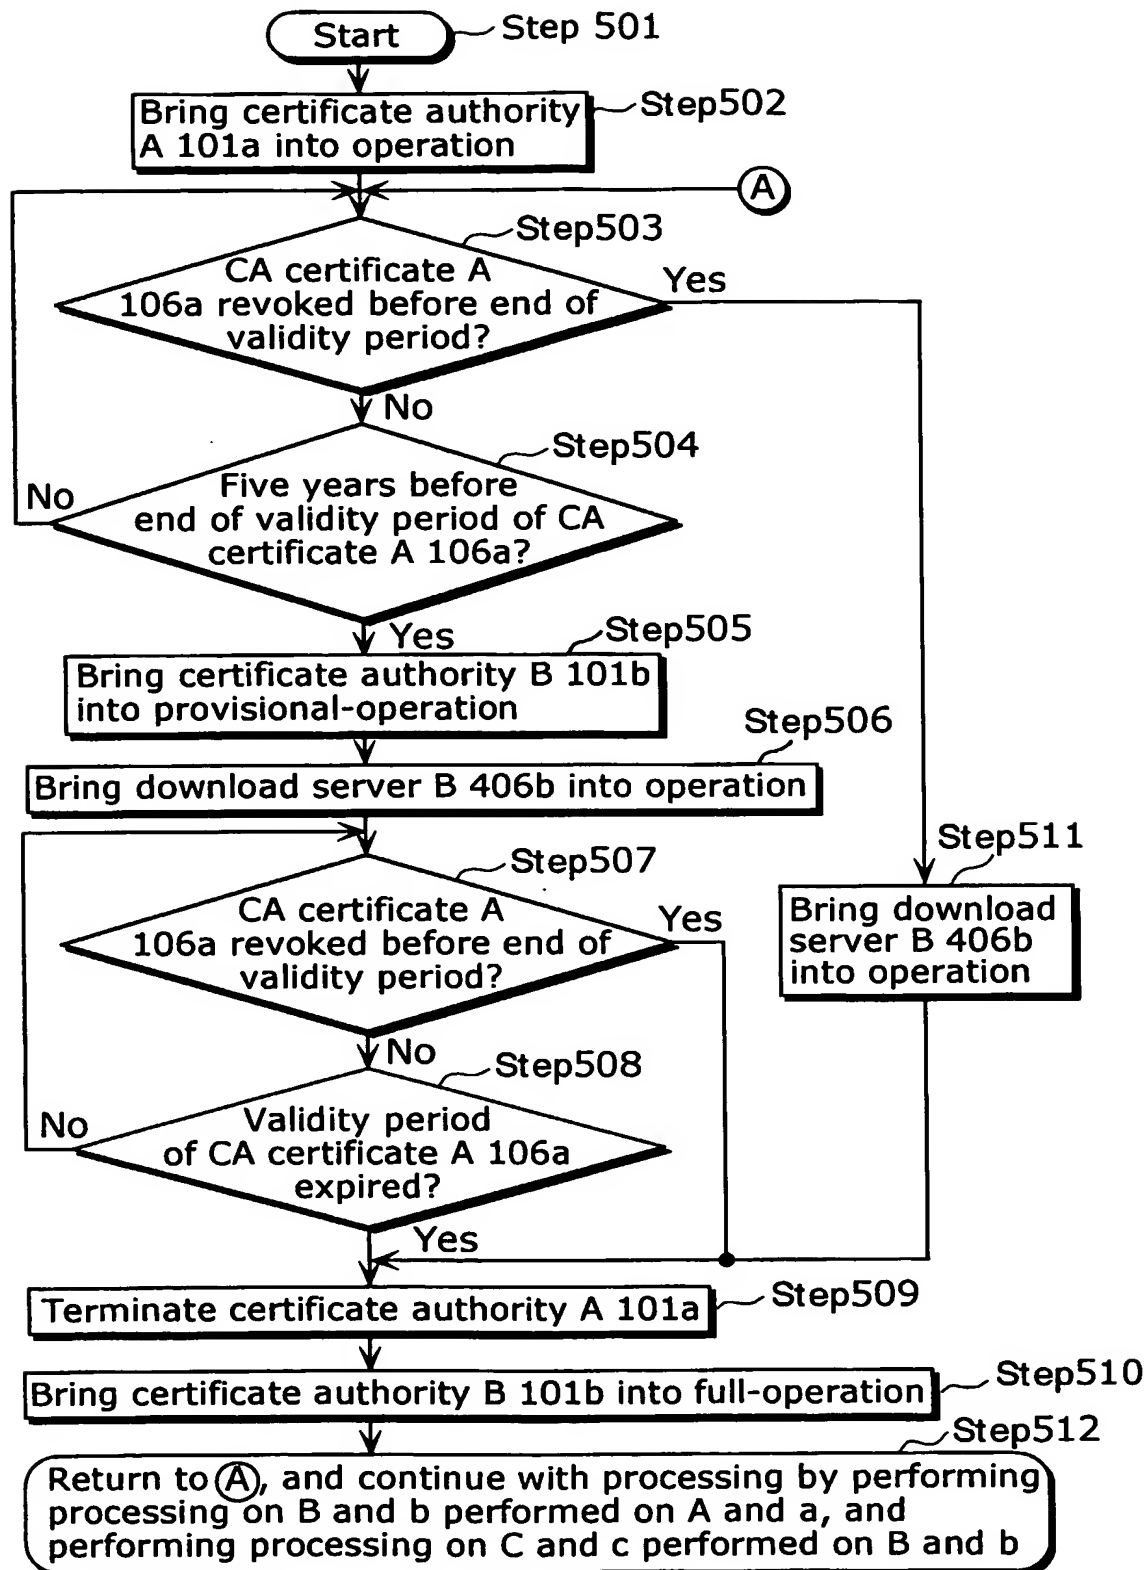 Start
Step 501
Bring certificate authority
A 101a into operation
Step502
A
Step503
CA certificate A
106a revoked before end of
validity period?
Yes
No
Step504
Five years before
end of validity period of CA
certificate A 106a?
No
Yes
Step505
Bring certificate authority B 101b
into provisional-operation
Step506
Bring download server B 406b into operation
Step507
CA certificate A
106a revoked before end of
validity period?
Yes
Step511
Bring download
server B 406b
into operation
No
Step508
Validity period
of CA certificate A 106a
expired?
No
Yes
Terminate certificate authority A 101a
Step509
Bring certificate authority B 101b into full-operation
Step510
Step512
Return to A, and continue with processing by performing
processing on B and b performed on A and a, and
performing processing on C and c performed on B and b